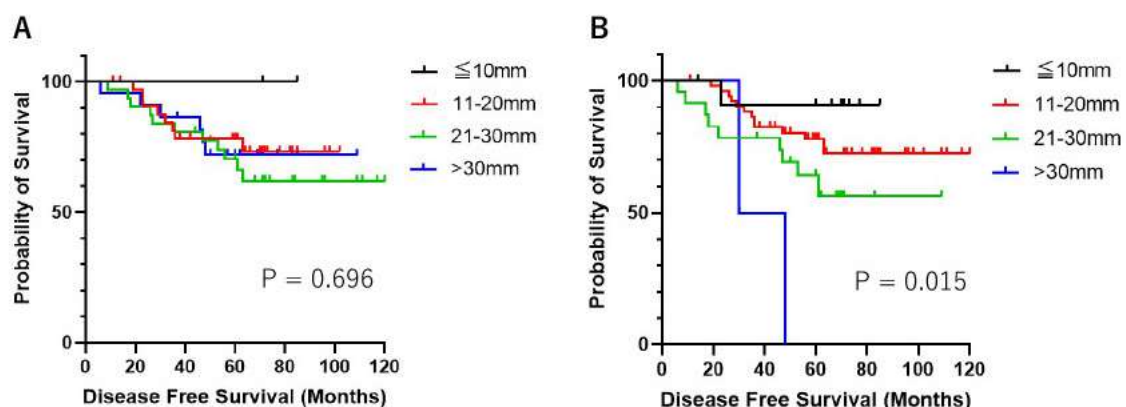 A
Probability of Survival
100
50
0
0 20 40 60 80 100 120
Disease Free Survival (Months)
P = 0.696
≦10mm
11-20mm
21-30mm
>30mm
B
Probability of Survival
100
50
0
0 20 40 60 80 100 120
Disease Free Survival (Months)
P = 0.015
≦10mm
11-20mm
21-30mm
>30mm